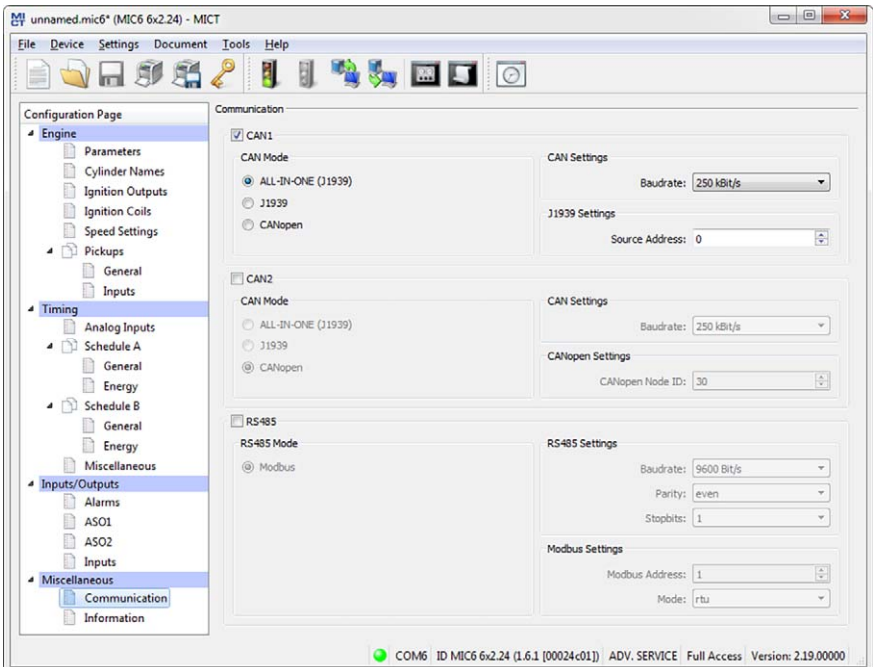 unnamed.mic6* (MIC6 6x2.24) - MICT
File Device Settings Document Tools Help
Configuration Page
Engine
Parameters
Cylinder Names
Ignition Outputs
Ignition Coils
Speed Settings
Pickups
General
Inputs
Timing
Analog Inputs
Schedule A
General
Energy
Schedule B
General
Energy
Miscellaneous
Inputs/Outputs
Alarms
ASO1
ASO2
Inputs
Miscellaneous
Communication
Information
Communication
CAN1
CAN Mode
ALL-IN-ONE (J1939)
J1939
CANopen
CAN Settings
Baudrate: 250 kBit/s
J1939 Settings
Source Address: 0
CAN2
CAN Mode
ALL-IN-ONE (J1939)
J1939
CANopen
CAN Settings
Baudrate: 250 kBit/s
CANopen Settings
CANopen Node ID: 30
RS485
RS485 Mode
Modbus
RS485 Settings
Baudrate: 9600 Bit/s
Parity: even
Stopbits: 1
Modbus Settings
Modbus Address: 1
Mode: rtu
COM6 ID MIC6 6x2.24 (1.6.1 [00024c01]) ADV. SERVICE Full Access Version: 2.19.00000